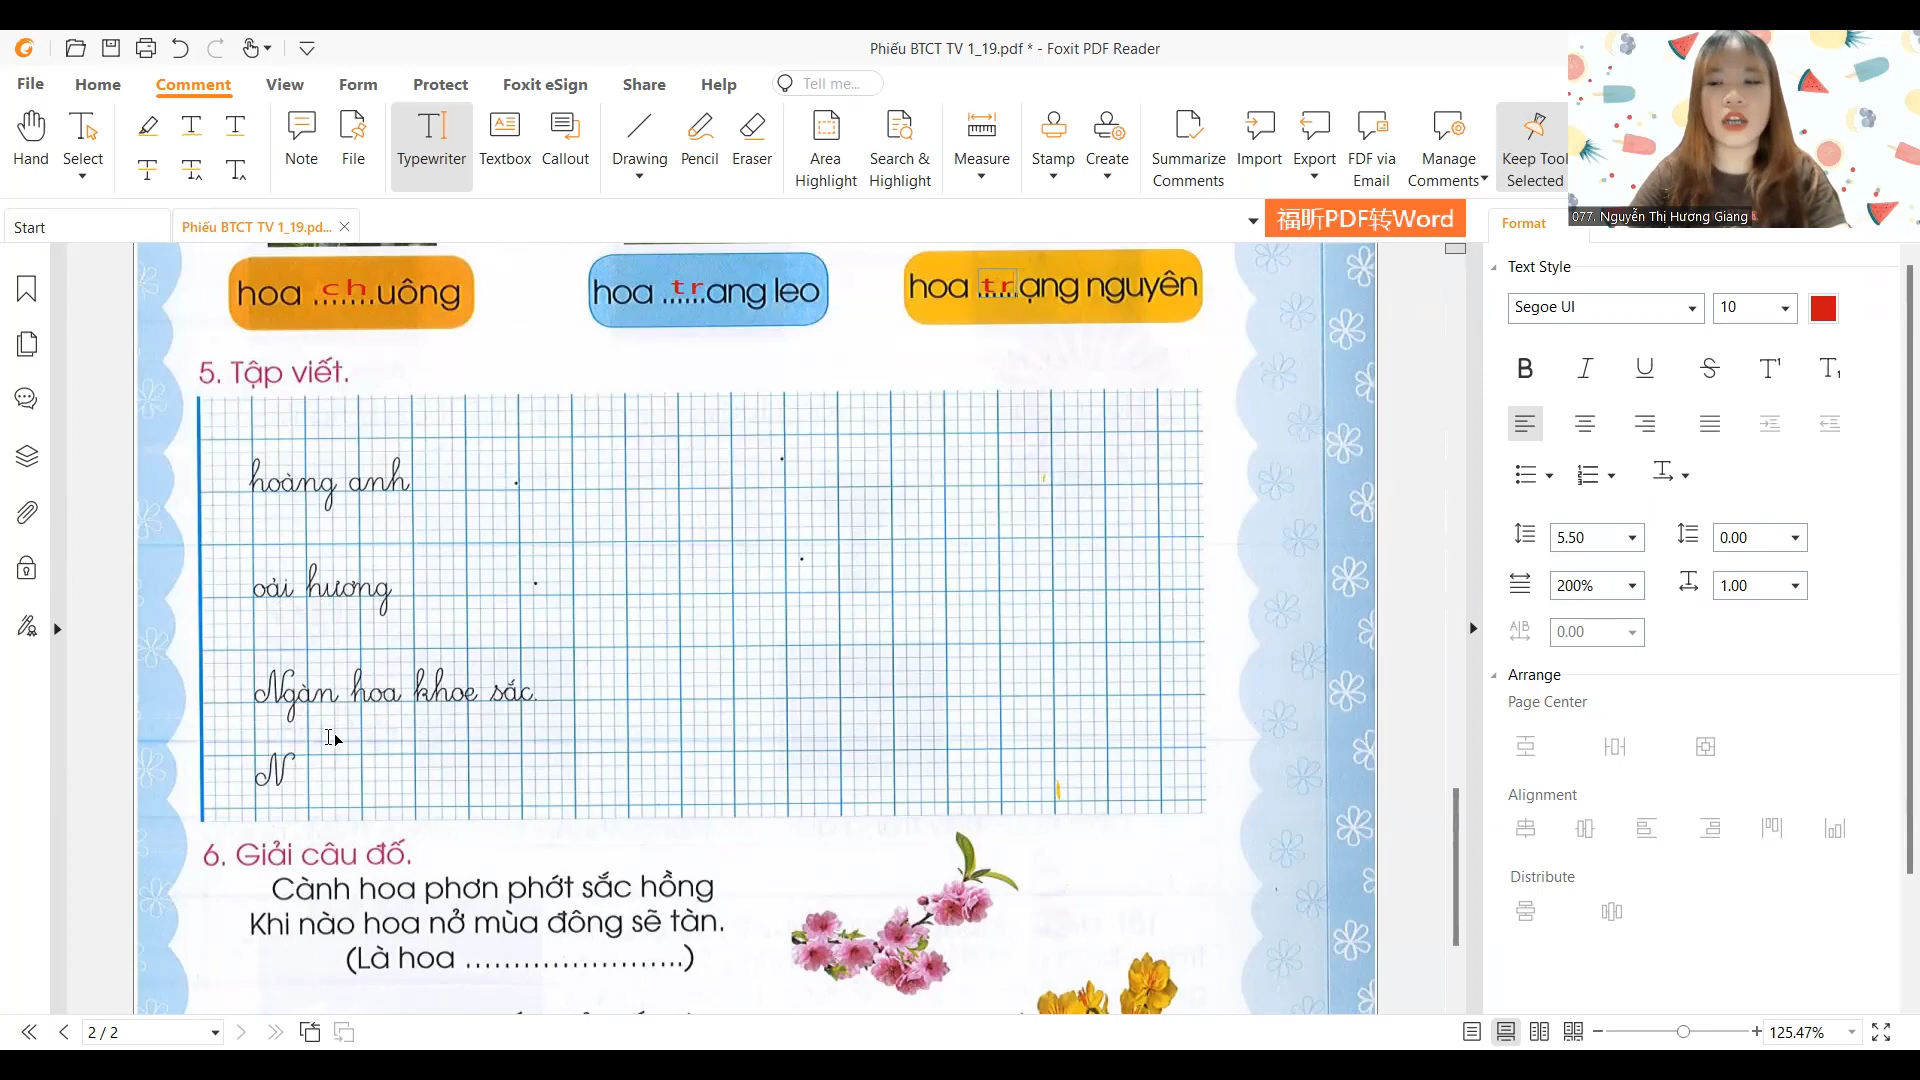 Phiếu BTCT TV 1_19.pdf * - Foxit PDF Reader
File Home Comment View Form Protect Foxit eSign Share Help Tell me...
Hand Select Note File Typewriter Textbox Callout Drawing Pencil Eraser Area Highlight Search & Highlight Measure Stamp Create Summarize Comments Import Export FDF via Email Manage Comments Keep Tool Selected
077. Nguyễn Thị Hương Giang
Start Phiếu BTCT TV 1_19.pd... 福昕PDF转Word Format
hoa ..ch..uông hoa ..tr..ang leo hoa ..tr..ạng nguyên
5. Tập viết.
hoàng anh
oải hương
Ngàn hoa khoe sắc.
N
6. Giải câu đố.
Cành hoa phơn phớt sắc hồng
Khi nào hoa nở mùa đông sẽ tàn.
(Là hoa .......................)
Text Style
Segoe UI 10
B I U S T' T,
5.50 0.00
200% 1.00
A|B 0.00
Arrange
Page Center
Alignment
Distribute
2 / 2 125.47%